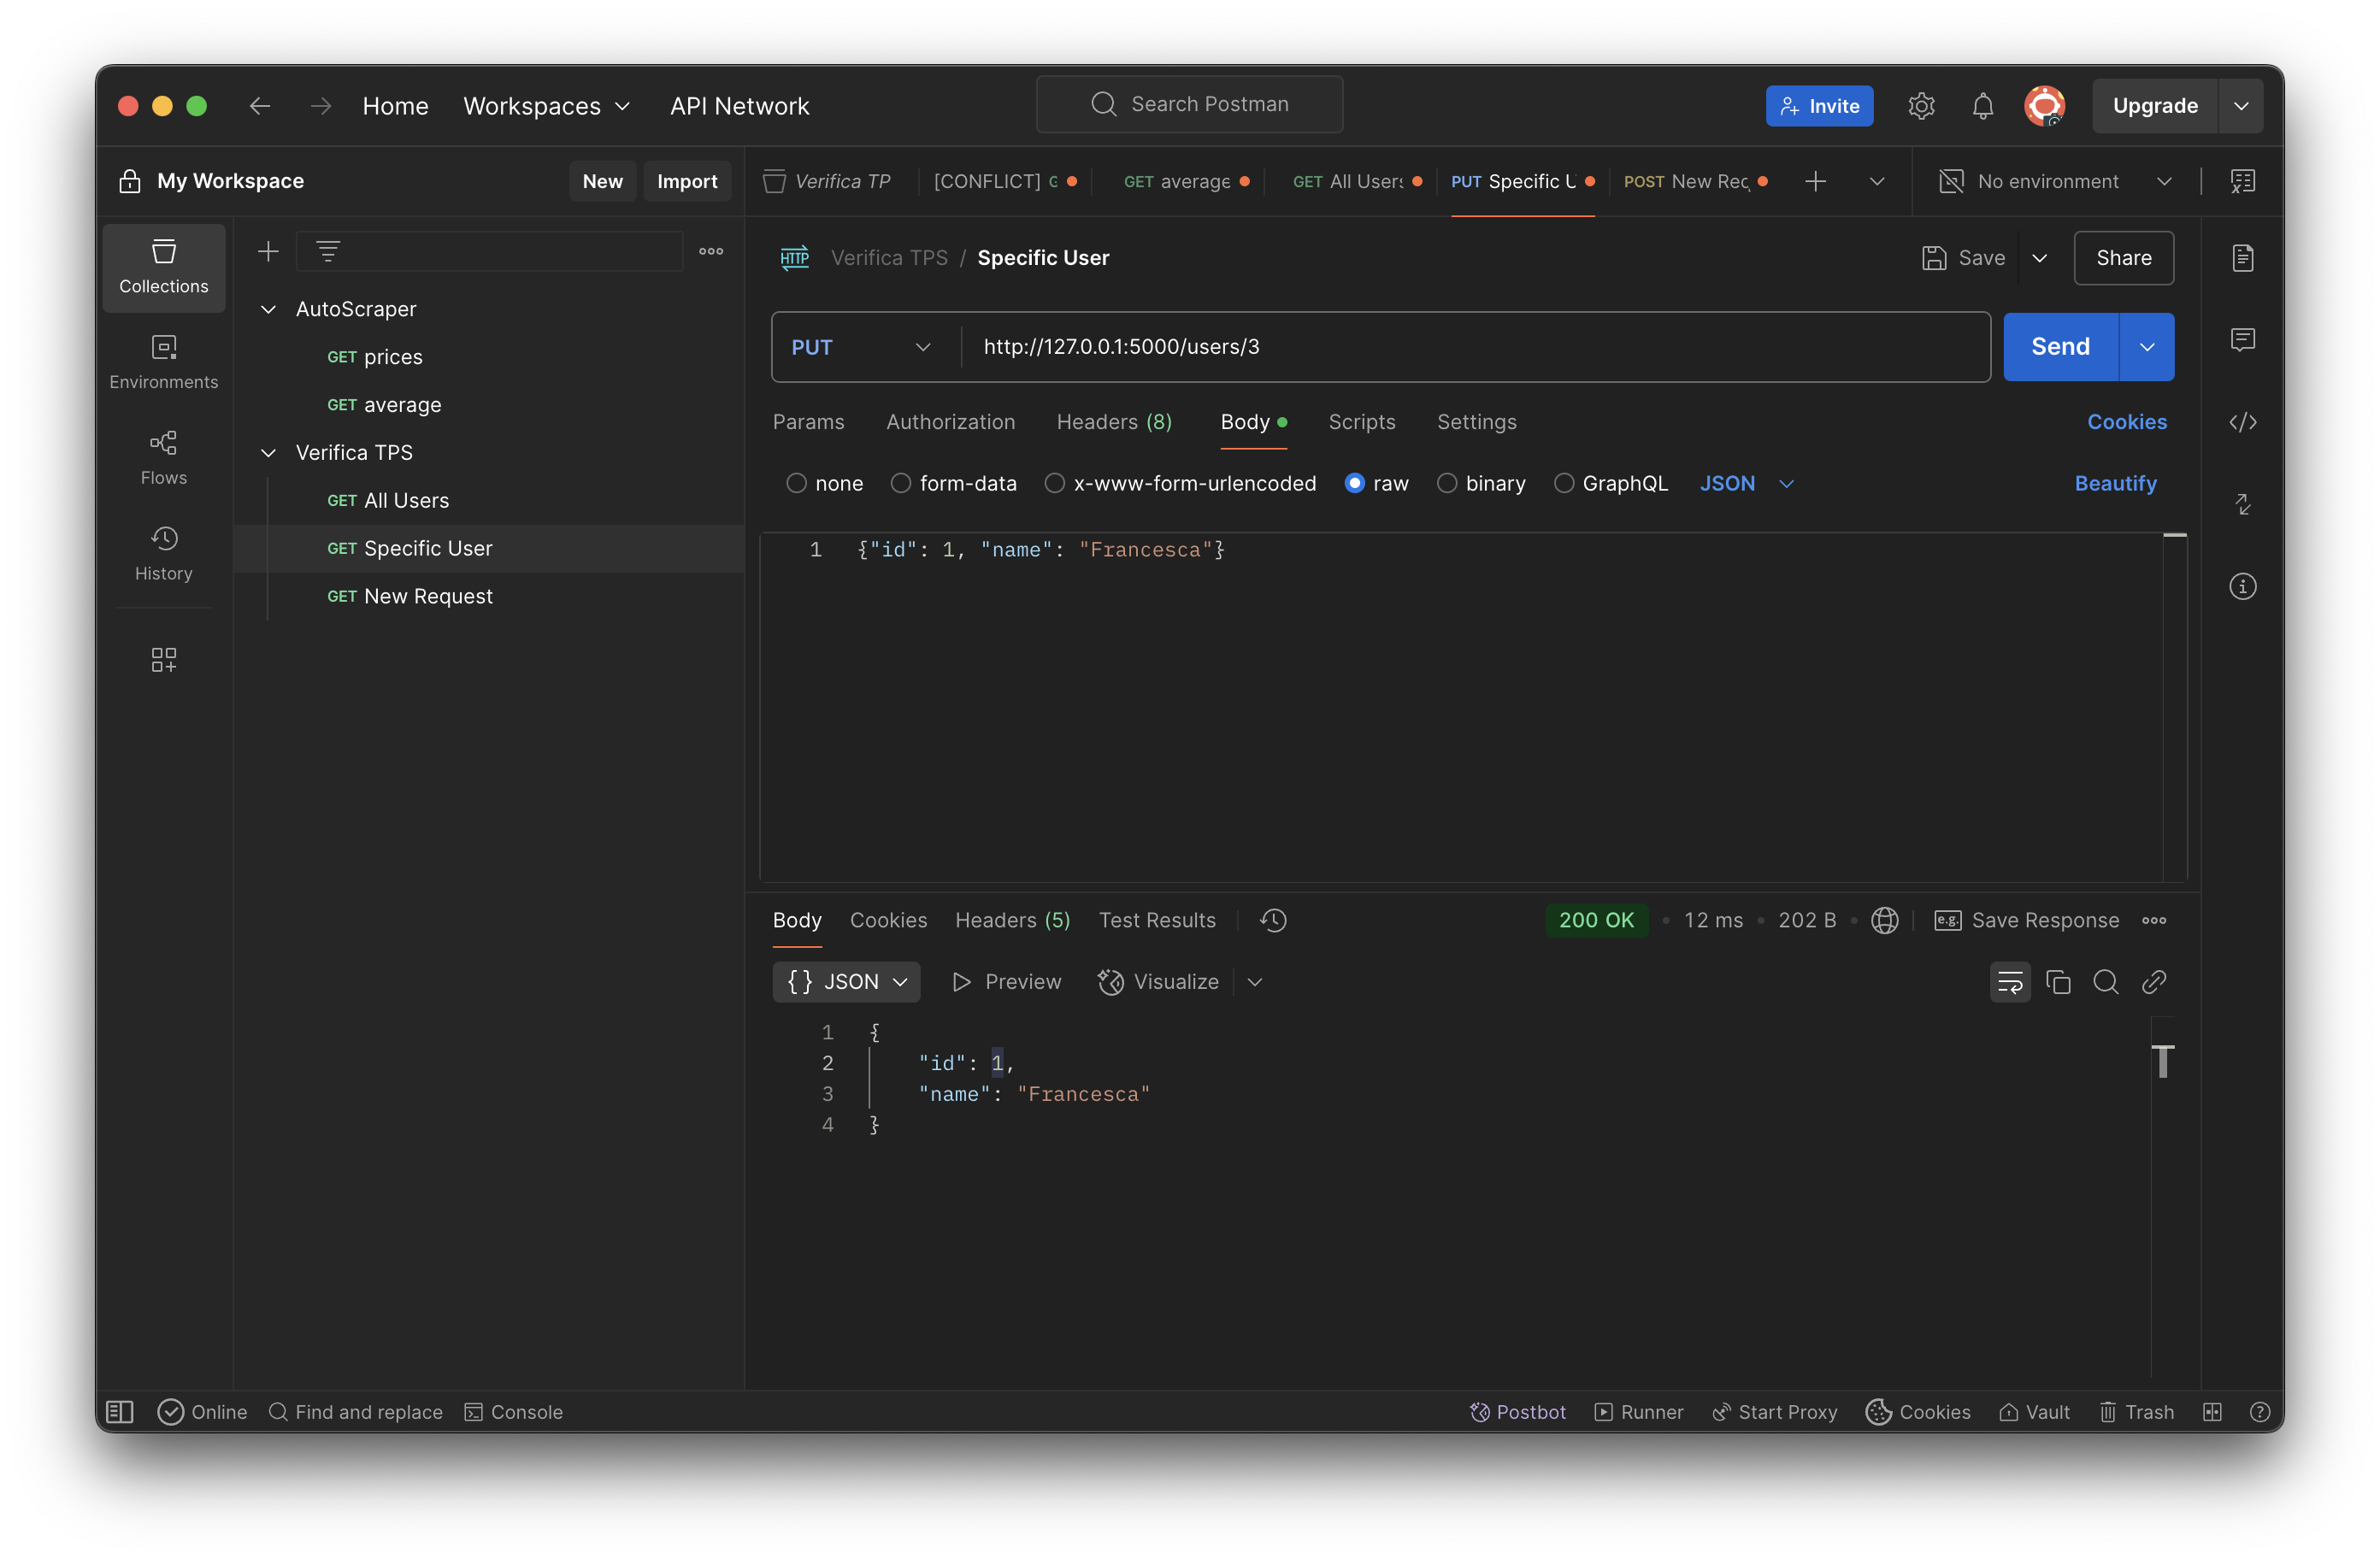 Home Workspaces API Network Search Postman Invite Upgrade
My Workspace New Import Verifica TP [CONFLICT] G GET average GET All Users PUT Specific U POST New Rec No environment
Collections
Environments
Flows
History
AutoScraper
GET prices
GET average
Verifica TPS
GET All Users
GET Specific User
GET New Request
HTTP Verifica TPS / Specific User Save Share
PUT http://127.0.0.1:5000/users/3 Send
Params Authorization Headers (8) Body Scripts Settings Cookies
none form-data x-www-form-urlencoded raw binary GraphQL JSON Beautify
1 {"id": 1, "name": "Francesca"}
Body Cookies Headers (5) Test Results 200 OK 12 ms 202 B e.g. Save Response
{} JSON Preview Visualize
1 {
2 "id": 1,
3 "name": "Francesca"
4 }
Online Find and replace Console Postbot Runner Start Proxy Cookies Vault Trash